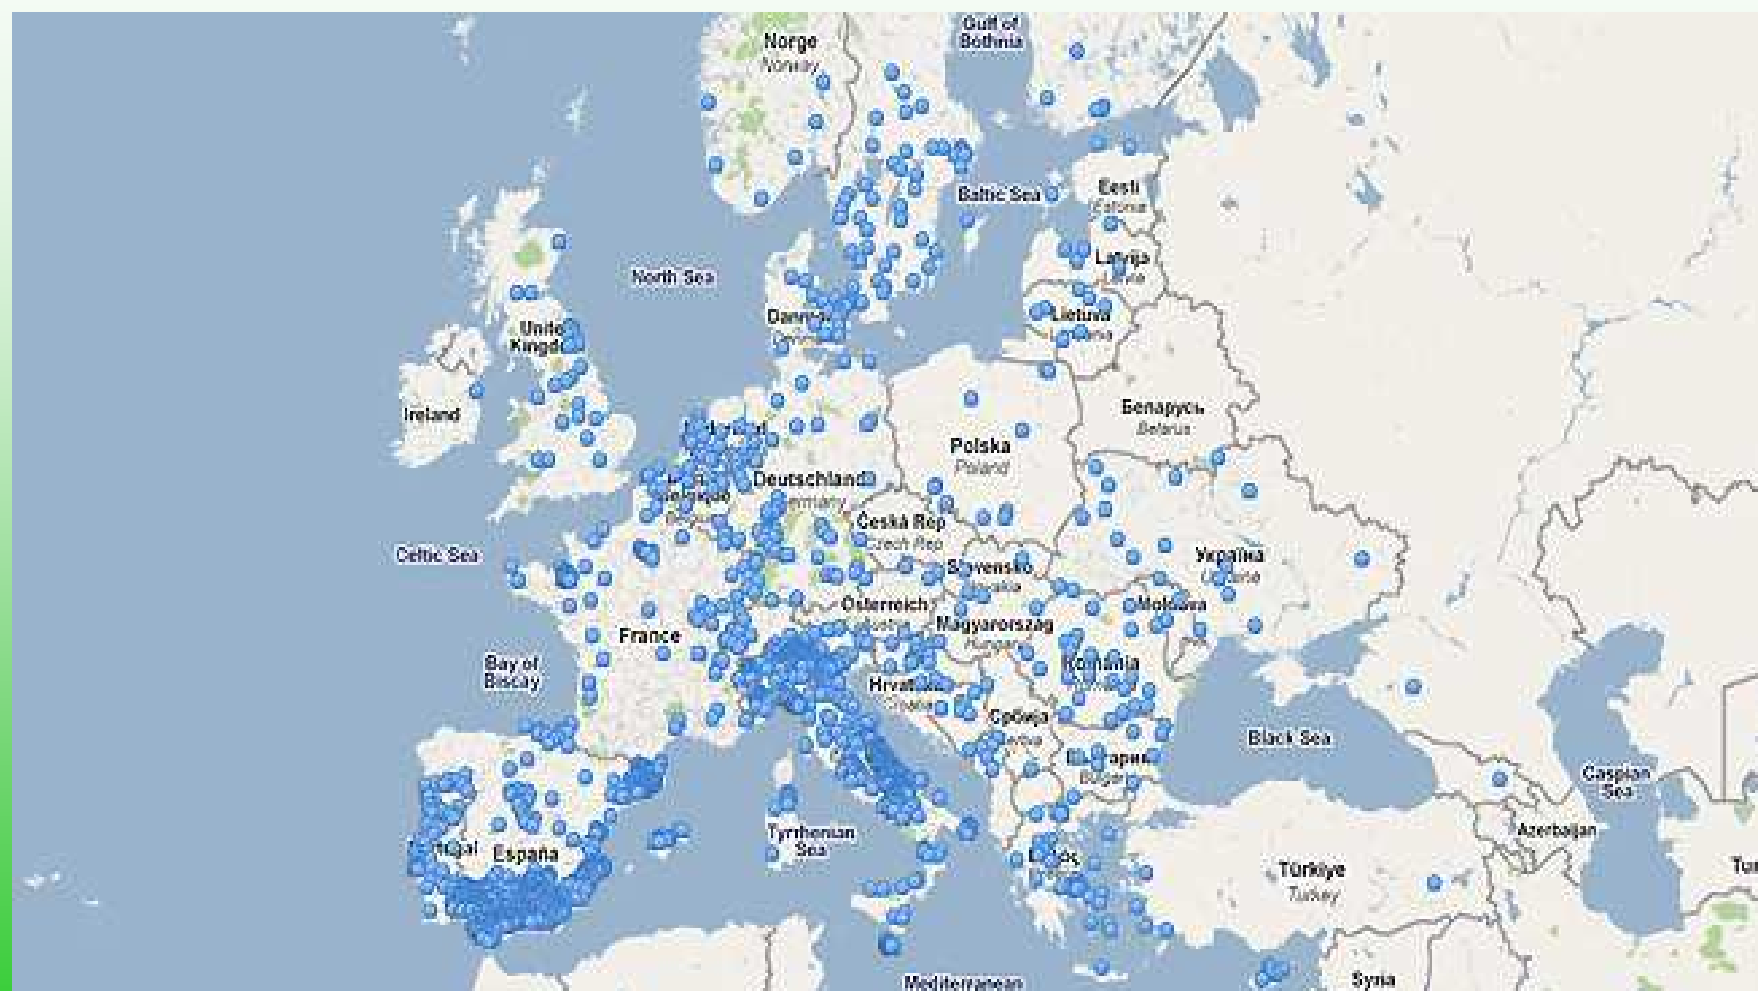 Gulf of
Bothnia
Norge
Norway
Baltic Sea
Eesti
Estonia
Latvija
North Sea
Lietuva
Ireland
Беларусь
Belarus
Polska
Poland
Deutschland
Česká Rep
Czech Rep
Celtic Sea
Україна
Slovensko
Österreich
Moldova
Magyarország
Hungary
France
Bay of
Biscay
România
Croatia
Србија
Black Sea
Caspian
Sea
Tyrrhenian
Sea
Azerbaijan
España
Türkiye
Turkey
Syria
Mediterranean